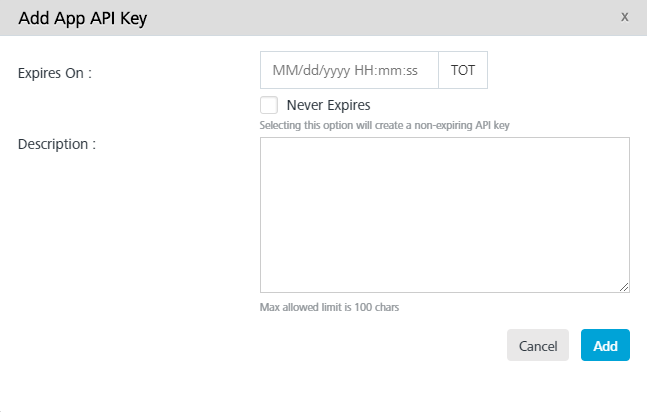 Add App API Key x
Expires On : MM/dd/yyyy HH:mm:ss TOT
Never Expires
Selecting this option will create a non-expiring API key
Description :
Max allowed limit is 100 chars
Cancel Add